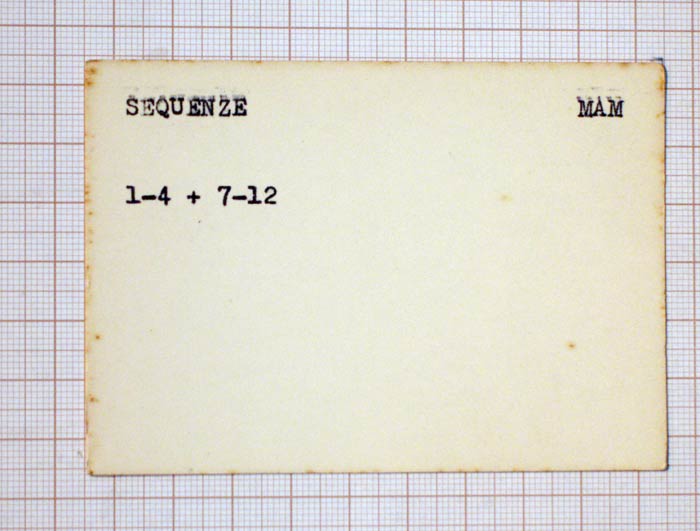 SEQUENZE MAM
1-4 + 7-12